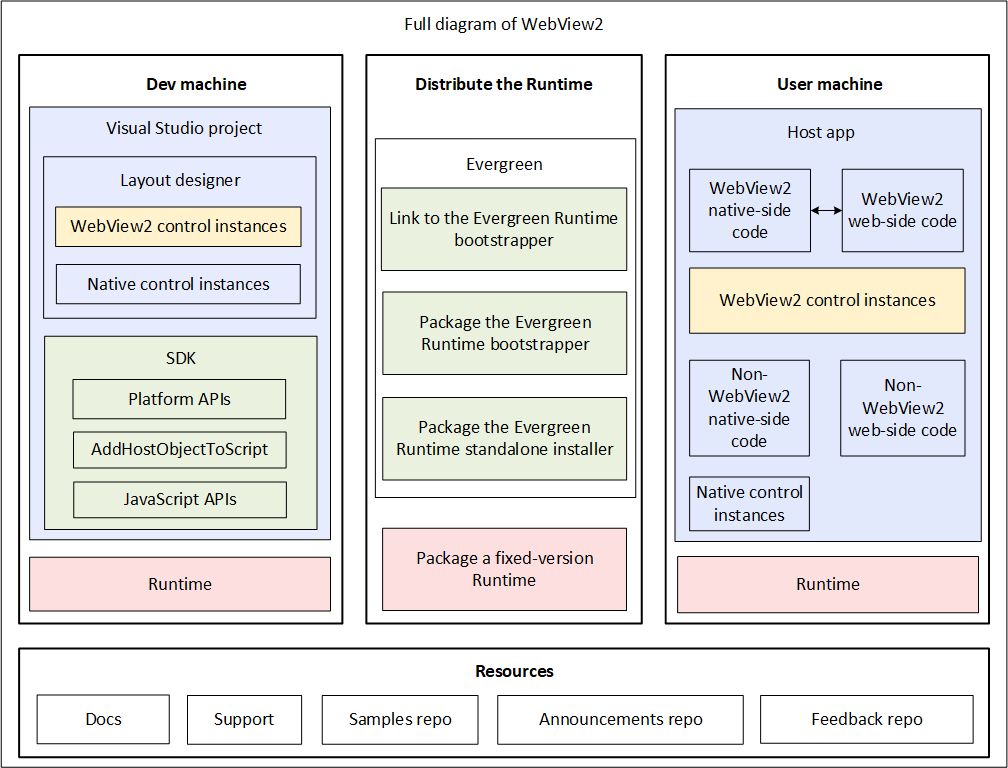 Full diagram of WebView2
Dev machine
Visual Studio project
Layout designer
WebView2 control instances
Native control instances
SDK
Platform APIs
AddHostObjectToScript
JavaScript APIs
Runtime
Distribute the Runtime
Evergreen
Link to the Evergreen Runtime
bootstrapper
Package the Evergreen
Runtime bootstrapper
Package the Evergreen
Runtime standalone installer
Package a fixed-version
Runtime
User machine
Host app
WebView2
native-side
code
WebView2
web-side code
WebView2 control instances
Non-
WebView2
native-side
code
Non-
WebView2
web-side code
Native control
instances
Runtime
Resources
Docs
Support
Samples repo
Announcements repo
Feedback repo